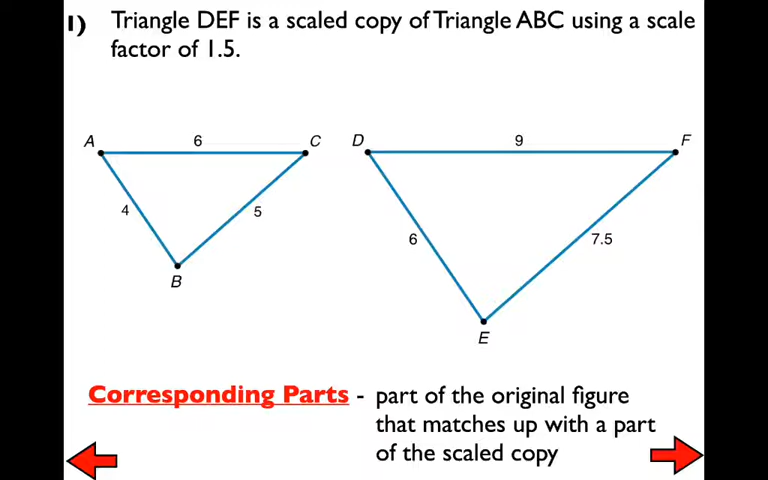 1) Triangle DEF is a scaled copy of Triangle ABC using a scale
factor of 1.5.
A 6 C D 9 F
4 5
6 7.5
B
E
Corresponding Parts - part of the original figure
that matches up with a part
of the scaled copy